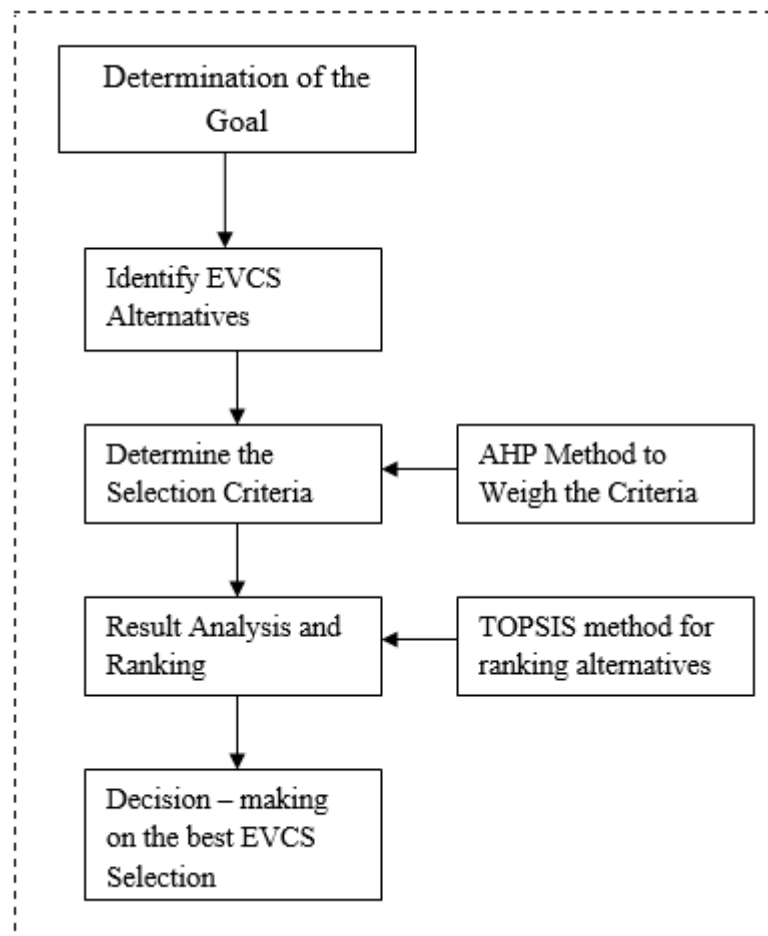 Determination of the
Goal
Identify EVCS
Alternatives
Determine the
Selection Criteria
AHP Method to
Weigh the Criteria
Result Analysis and
Ranking
TOPSIS method for
ranking alternatives
Decision – making
on the best EVCS
Selection